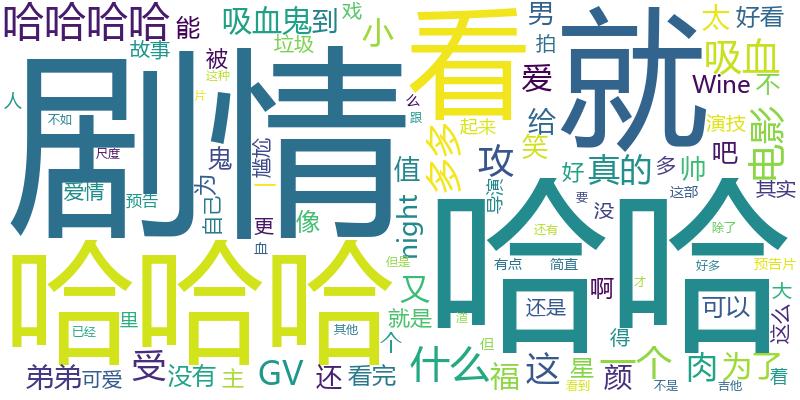 哈哈哈哈 能 吸血鬼 到 戏 男 太 好看
故事 被 垃圾 小 看 拍 就 吸血
人 这种 片 么 爱 Wine 不
剧情 跟 给 演技 电影
不如 尺度 鬼 尴尬 多多 起来 笑 吧
爱情 预告 自己为 一 值 攻 好 真的 多 帅
更 像 night 导演 没 要 这部 其实
血 哈哈 还有 除了
哈哈哈 但是 有点 简直 好多 预告片
又 啊 才 大
已经 里 其他 就是 还是 可以 这么
个 渣 但 得
弟弟 可爱 受 没有 主 GV 还 看完 什么 福 这 星 一个 颜 肉 为了 着
看到 不是 吉他